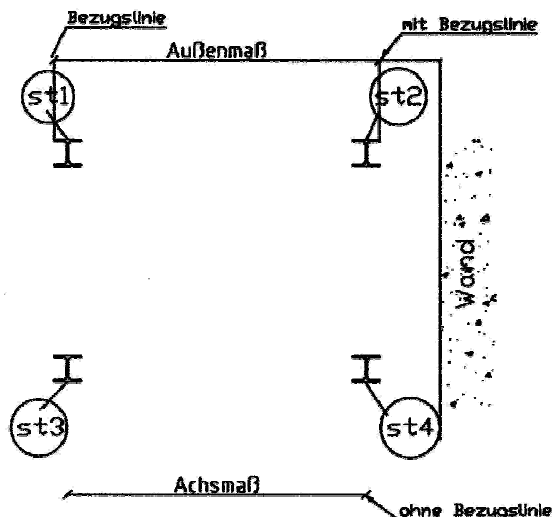 Bezugslinie
mit Bezugslinie
Außenmaß
st1
st2
Wand
st3
st4
Achsmaß
ohne Bezugslinie